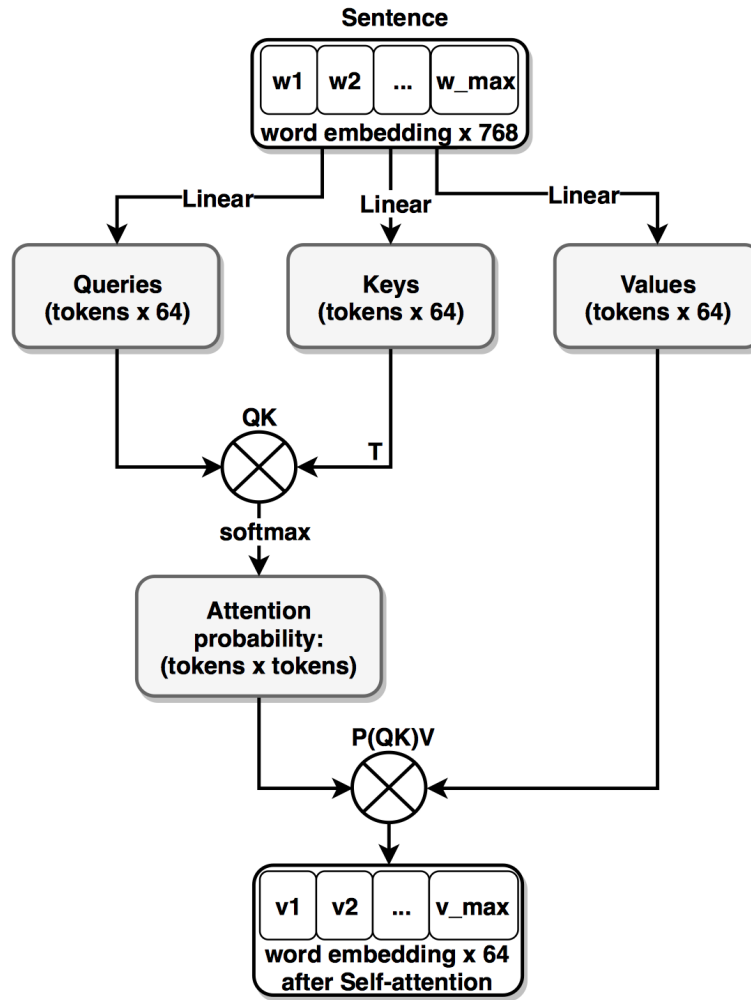 Sentence
w1 w2 ... w_max
word embedding x 768
Linear Linear Linear
Queries
(tokens x 64)
Keys
(tokens x 64)
Values
(tokens x 64)
QK
T
softmax
Attention
probability:
(tokens x tokens)
P(QK)V
v1 v2 ... v_max
word embedding x 64
after Self-attention